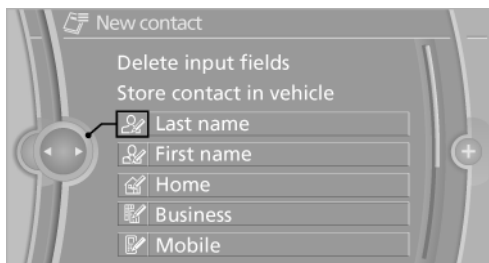 New contact
Delete input fields
Store contact in vehicle
Last name
First name
Home
Business
Mobile